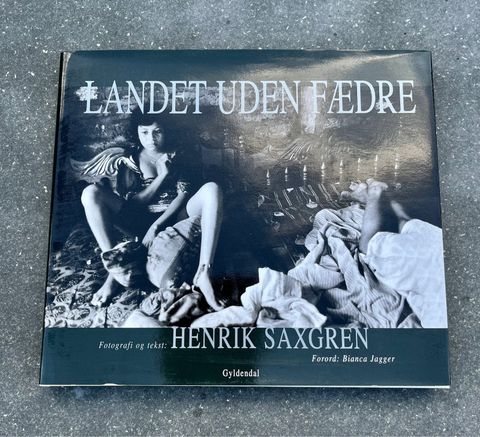 LANDET UDEN FÆDRE
Fotografi og tekst: HENRIK SAXGREN
Forord: Bianca Jagger
Gyldendal